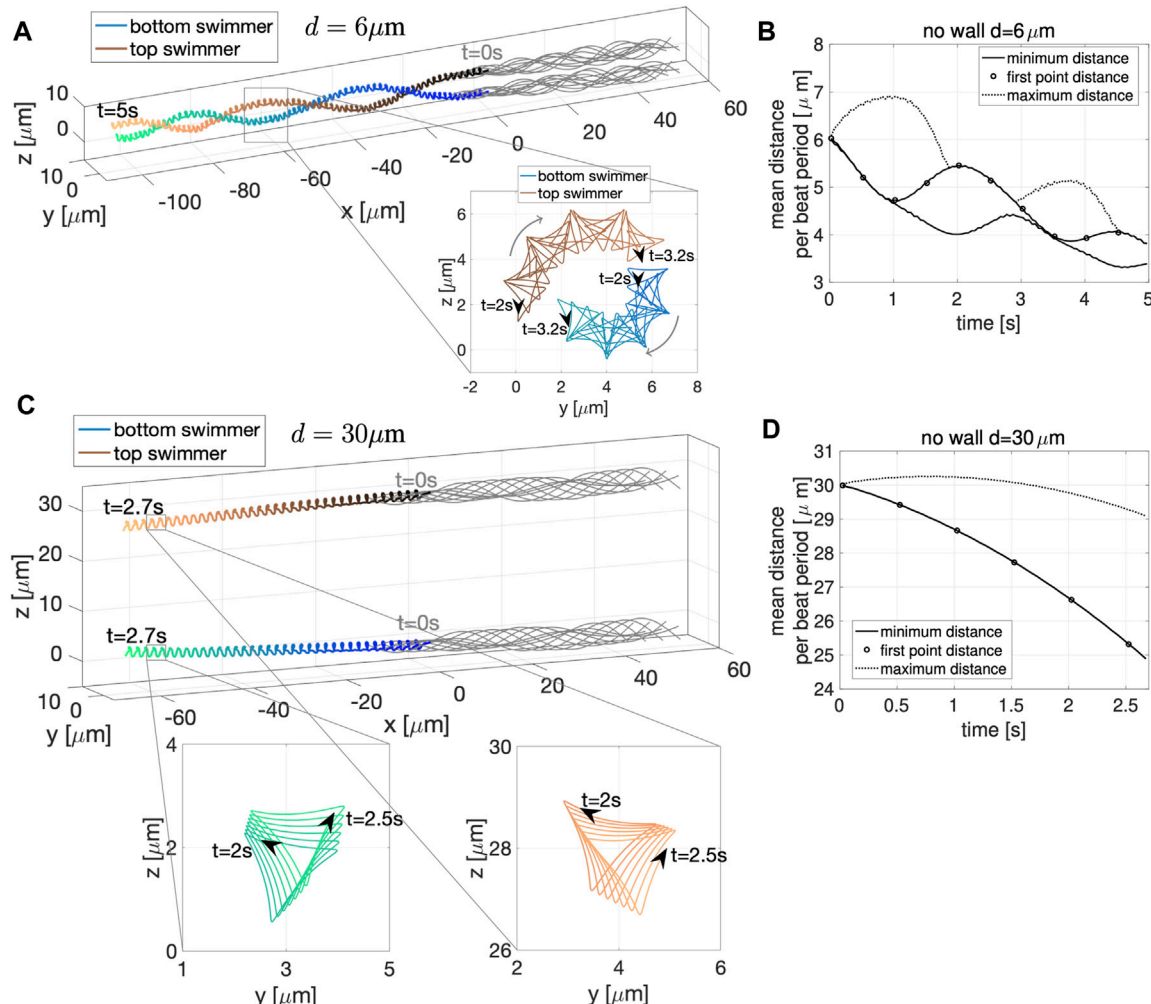 A
bottom swimmer
top swimmer
d = 6μm
t=0s
t=5s
10
0
z [μm]
10
0
y [μm]
-100
-80
-60
-40
-20
0
20
40
60
x [μm]
bottom swimmer
top swimmer
6
4
2
0
z [μm]
t=3.2s
t=2s
t=2s
t=3.2s
-2
0
2
4
6
8
y [μm]
B
no wall d=6 μm
minimum distance
first point distance
maximum distance
8
7
6
5
4
3
mean distance
per beat period [μ m]
0
1
2
3
4
5
time [s]
C
bottom swimmer
top swimmer
d = 30μm
t=0s
t=2.7s
30
20
10
0
z [μm]
t=0s
t=2.7s
10
0
y [μm]
-60
-40
-20
0
20
40
60
x [μm]
4
2
0
z [μm]
t=2.5s
t=2s
1
3
5
y [μm]
30
28
26
z [μm]
t=2s
t=2.5s
2
4
6
y [μm]
D
no wall d=30 μm
31
30
29
28
27
26
25
24
mean distance
per beat period [μ m]
minimum distance
first point distance
maximum distance
0
0.5
1
1.5
2
2.5
time [s]